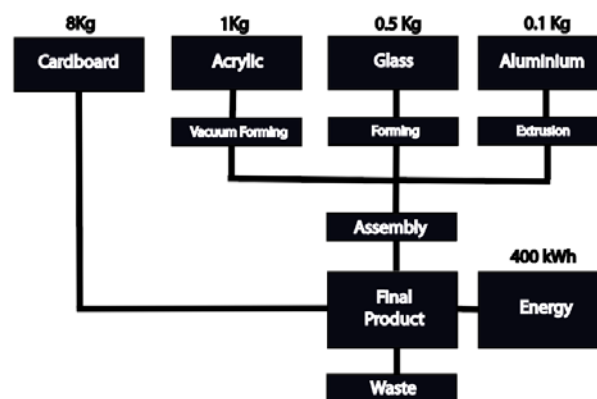 8Kg
1Kg
0.5 Kg
0.1 Kg
Cardboard
Acrylic
Glass
Aluminium
Vacuum Forming
Forming
Extrusion
Assembly
400 kWh
Final
Product
Energy
Waste